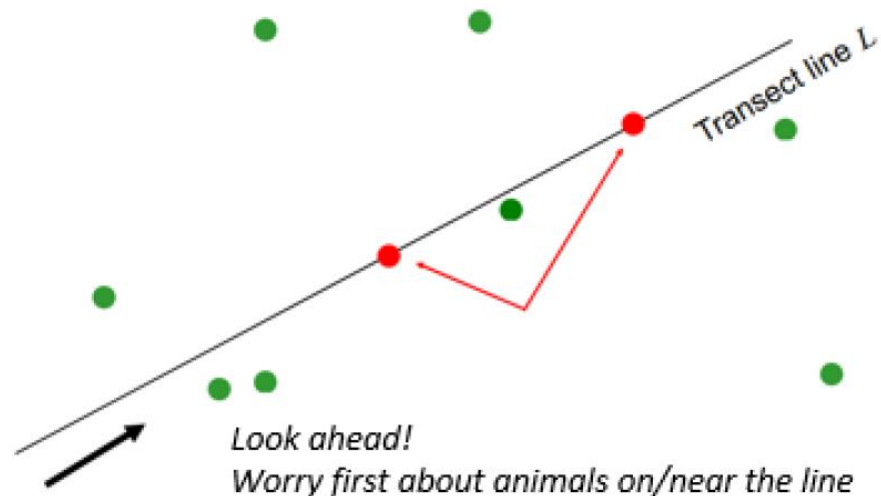 Transect line L
Look ahead!
Worry first about animals on/near the line